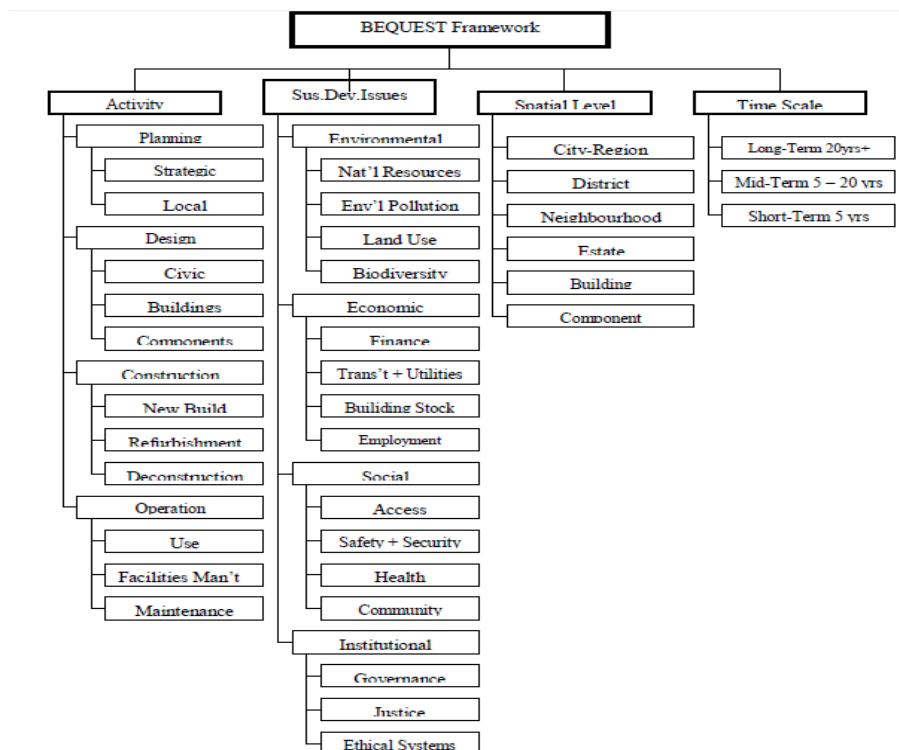 BEQUEST Framework
Activity
Planning
Strategic
Local
Design
Civic
Buildings
Components
Construction
New Build
Refurbishment
Deconstruction
Operation
Use
Facilities Man't
Maintenance
Sus.Dev.Issues
Environmental
Nat'l Resources
Env'l Pollution
Land Use
Biodiversity
Economic
Finance
Trans't + Utilities
Builiding Stock
Employment
Social
Access
Safety + Security
Health
Community
Institutional
Governance
Justice
Ethical Systems
Spatial Level
City-Region
District
Neighbourhood
Estate
Building
Component
Time Scale
Long-Term 20yrs+
Mid-Term 5 – 20 yrs
Short-Term 5 yrs